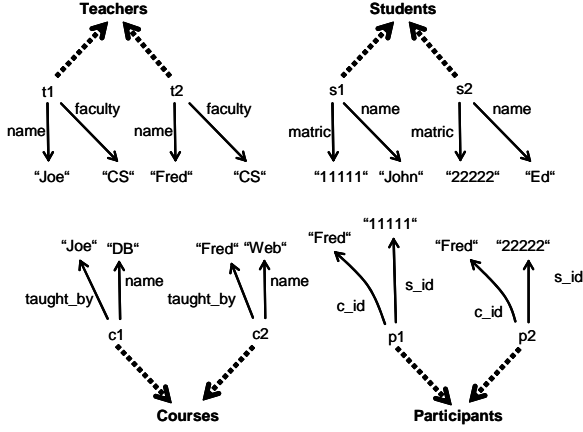 Teachers
Students
t1
t2
s1
s2
name
faculty
name
faculty
matric
name
matric
name
“Joe“
“CS“
“Fred“
“CS“
“11111“
“John“
“22222“
“Ed“
“Joe“
“DB“
“Fred“
“Web“
“Fred“
“11111“
“Fred“
“22222“
taught_by
name
taught_by
name
c_id
s_id
c_id
s_id
c1
c2
p1
p2
Courses
Participants